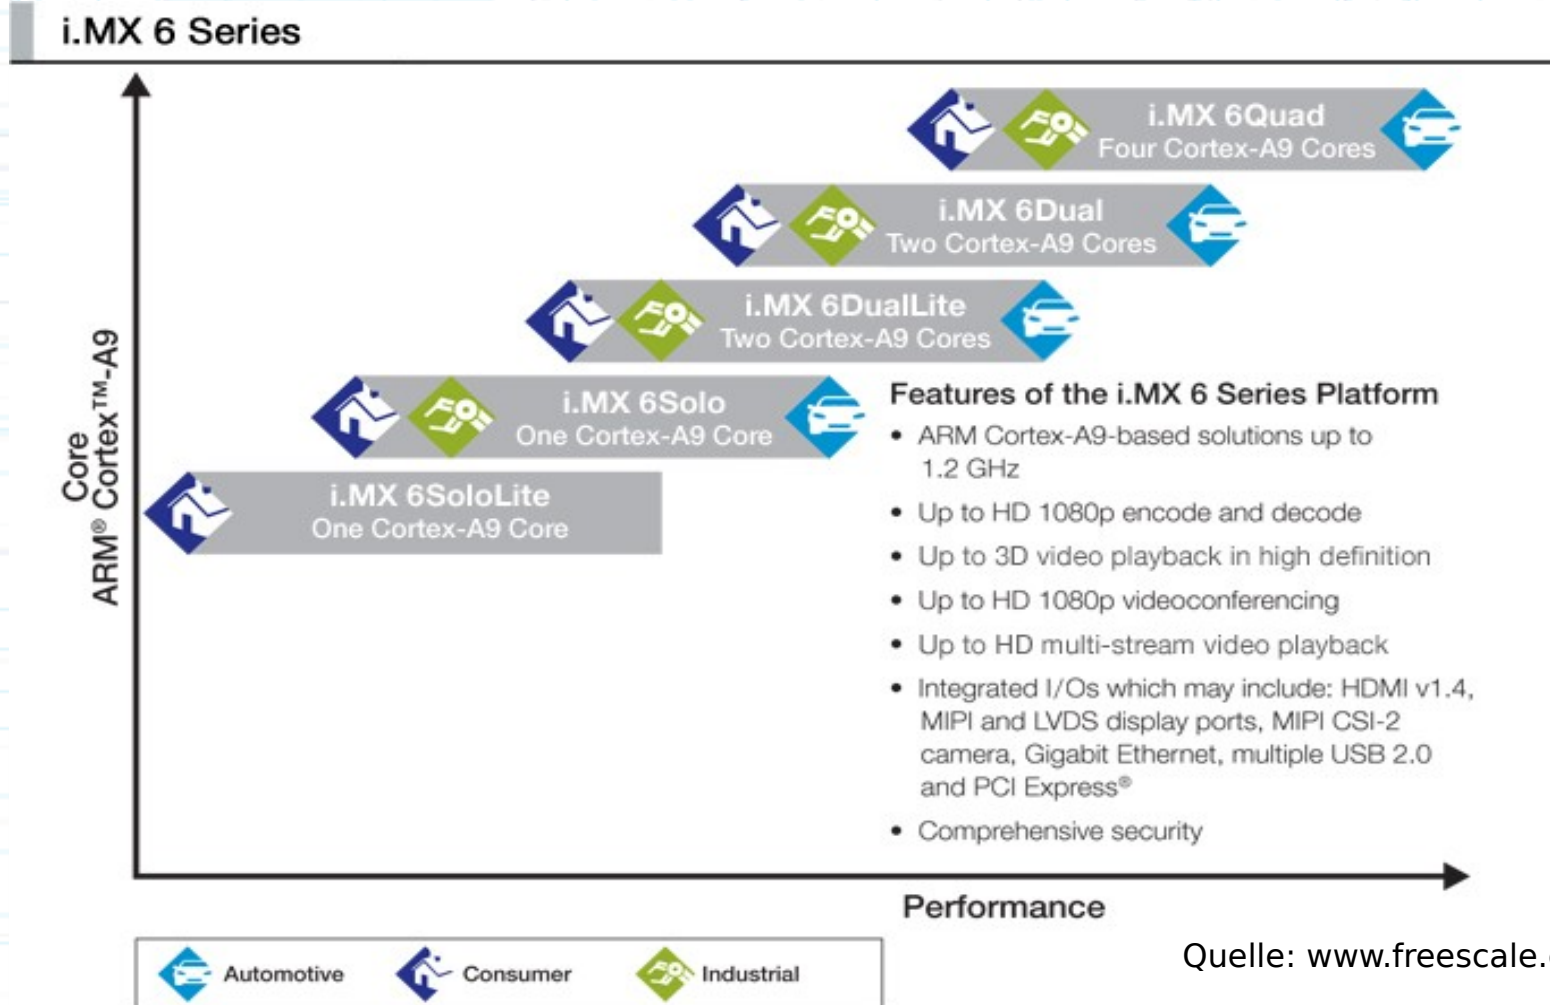 i.MX 6 Series
i.MX 6Quad
Four Cortex-A9 Cores
i.MX 6Dual
Two Cortex-A9 Cores
i.MX 6DualLite
Two Cortex-A9 Cores
i.MX 6Solo
One Cortex-A9 Core
i.MX 6SoloLite
One Cortex-A9 Core
Core
ARM® Cortex™-A9
Features of the i.MX 6 Series Platform
• ARM Cortex-A9-based solutions up to
1.2 GHz
• Up to HD 1080p encode and decode
• Up to 3D video playback in high definition
• Up to HD 1080p videoconferencing
• Up to HD multi-stream video playback
• Integrated I/Os which may include: HDMI v1.4,
MIPI and LVDS display ports, MIPI CSI-2
camera, Gigabit Ethernet, multiple USB 2.0
and PCI Express®
• Comprehensive security
Performance
Automotive
Consumer
Industrial
Quelle: www.freescale.